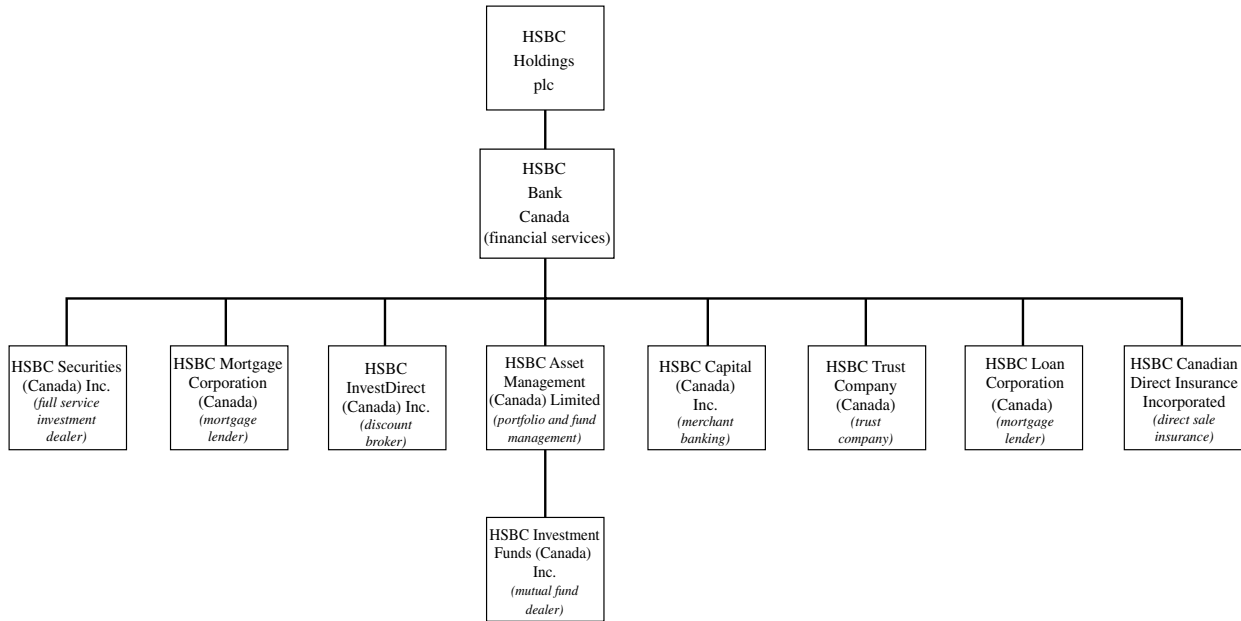 HSBC
Holdings
plc
HSBC
Bank
Canada
(financial services)
HSBC Securities
(Canada) Inc.
(full service
investment
dealer)
HSBC Mortgage
Corporation
(Canada)
(mortgage
lender)
HSBC
InvestDirect
(Canada) Inc.
(discount
broker)
HSBC Asset
Management
(Canada) Limited
(portfolio and fund
management)
HSBC Capital
(Canada)
Inc.
(merchant
banking)
HSBC Trust
Company
(Canada)
(trust
company)
HSBC Loan
Corporation
(Canada)
(mortgage
lender)
HSBC Canadian
Direct Insurance
Incorporated
(direct sale
insurance)
HSBC Investment
Funds (Canada)
Inc.
(mutual fund
dealer)